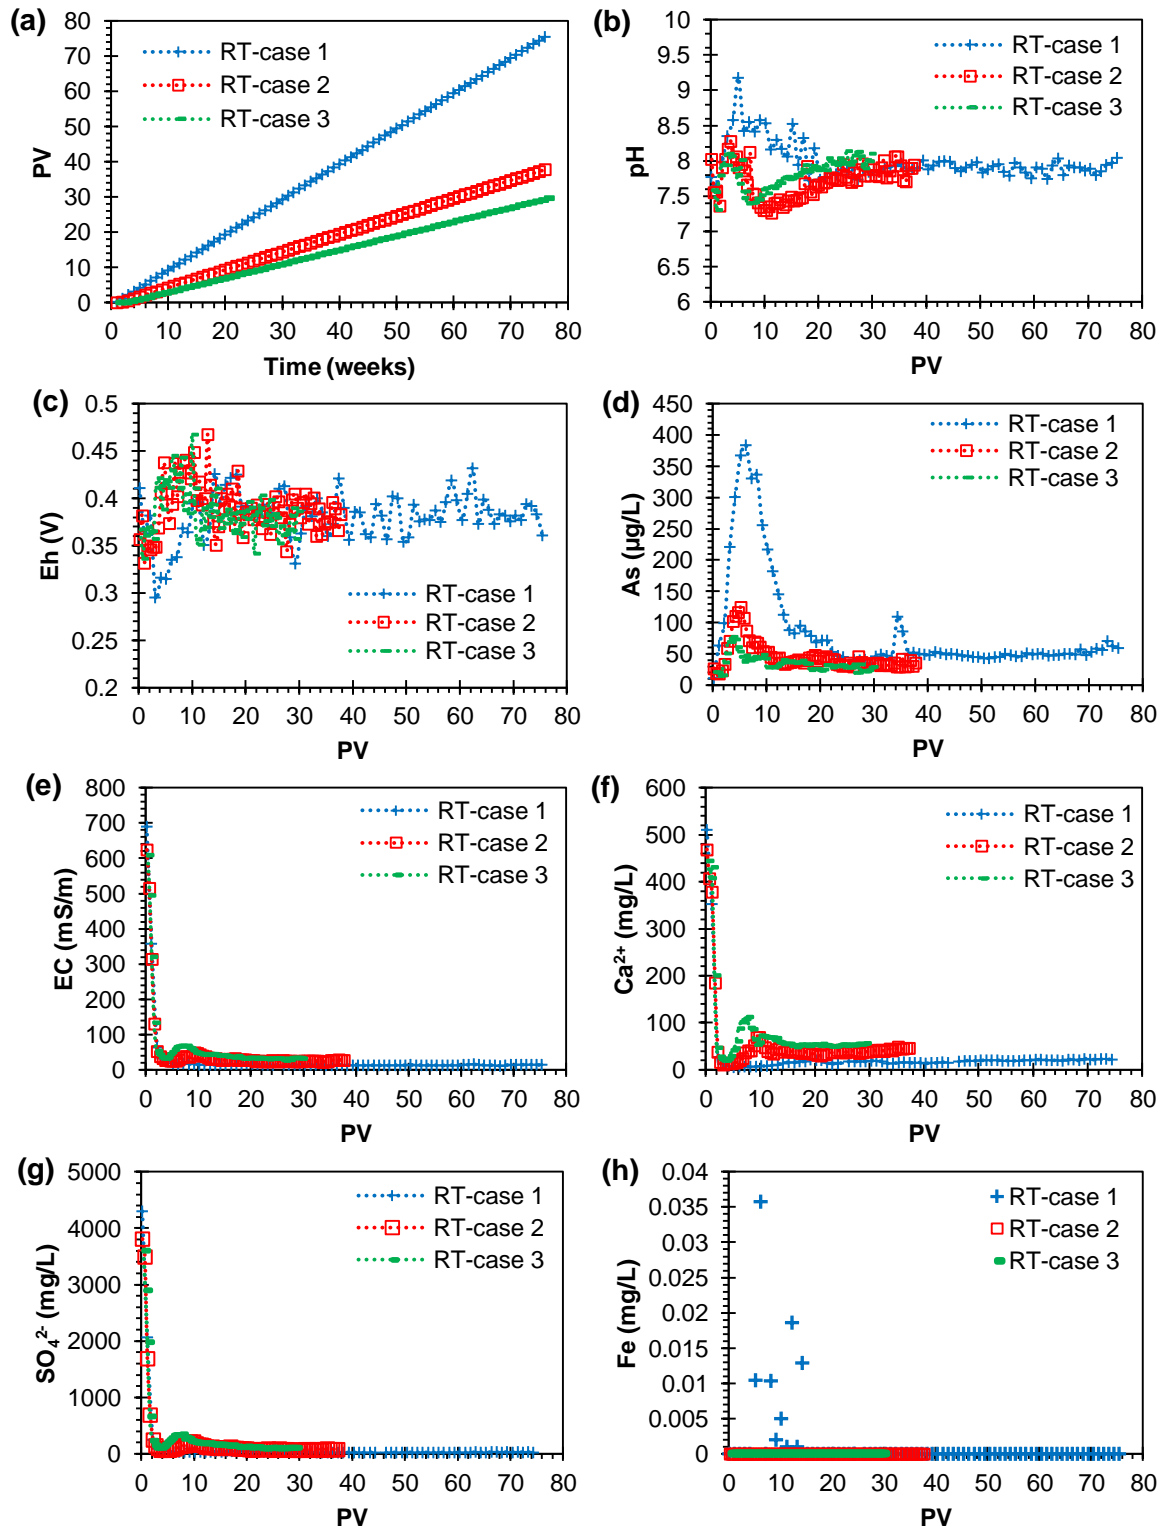 (a)
80
70
60
50
40
30
20
10
0
PV
RT-case 1
RT-case 2
RT-case 3
0 10 20 30 40 50 60 70 80
Time (weeks)
(b)
10
9.5
9
8.5
8
7.5
7
6.5
6
pH
RT-case 1
RT-case 2
RT-case 3
0 10 20 30 40 50 60 70 80
PV
(c)
0.5
0.45
0.4
0.35
0.3
0.25
0.2
Eh (V)
RT-case 1
RT-case 2
RT-case 3
0 10 20 30 40 50 60 70 80
PV
(d)
450
400
350
300
250
200
150
100
50
0
As (µg/L)
RT-case 1
RT-case 2
RT-case 3
0 10 20 30 40 50 60 70 80
PV
(e)
800
700
600
500
400
300
200
100
0
EC (mS/m)
RT-case 1
RT-case 2
RT-case 3
0 10 20 30 40 50 60 70 80
PV
(f)
600
500
400
300
200
100
0
Ca²⁺ (mg/L)
RT-case 1
RT-case 2
RT-case 3
0 10 20 30 40 50 60 70 80
PV
(g)
5000
4000
3000
2000
1000
0
SO₄²⁻ (mg/L)
RT-case 1
RT-case 2
RT-case 3
0 10 20 30 40 50 60 70 80
PV
(h)
0.04
0.035
0.03
0.025
0.02
0.015
0.01
0.005
0
Fe (mg/L)
RT-case 1
RT-case 2
RT-case 3
0 10 20 30 40 50 60 70 80
PV